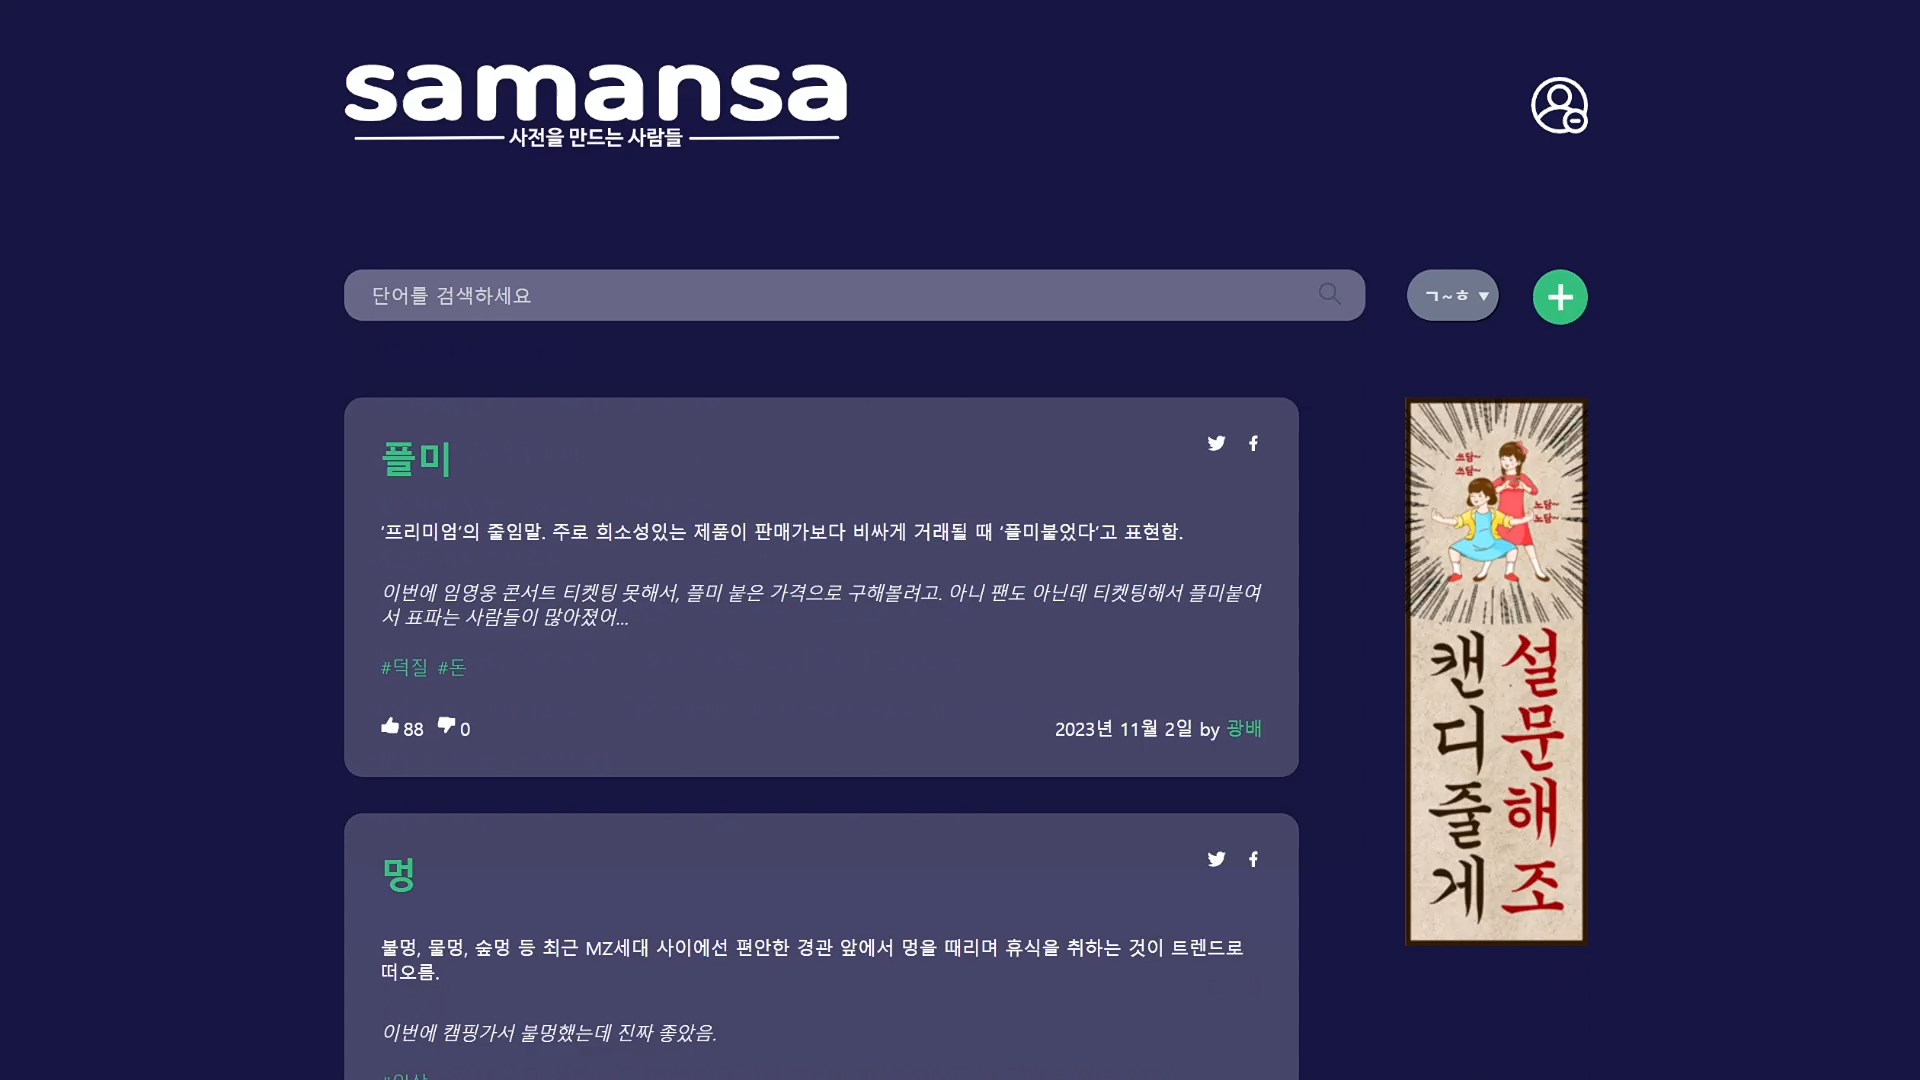 samansa
사전을 만드는 사람들
단어를 검색하세요
ㄱ~ㅎ ▼
플미
‘프리미엄’의 줄임말. 주로 희소성있는 제품이 판매가보다 비싸게 거래될 때 ‘플미붙었다’고 표현함.
이번에 임영웅 콘서트 티켓팅 못해서, 플미 붙은 가격으로 구해볼려고. 아니 팬도 아닌데 티켓팅해서 플미붙여
서 표파는 사람들이 많아졌어...
#덕질 #돈
88 0
2023년 11월 2일 by 광배
멍
불멍, 물멍, 숲멍 등 최근 MZ세대 사이에선 편안한 경관 앞에서 멍을 때리며 휴식을 취하는 것이 트렌드로
떠오름.
이번에 캠핑가서 불멍했는데 진짜 좋았음.
#일상
쓰담~
쓰담~
노담~
노담~
설문해조
캔디줄게